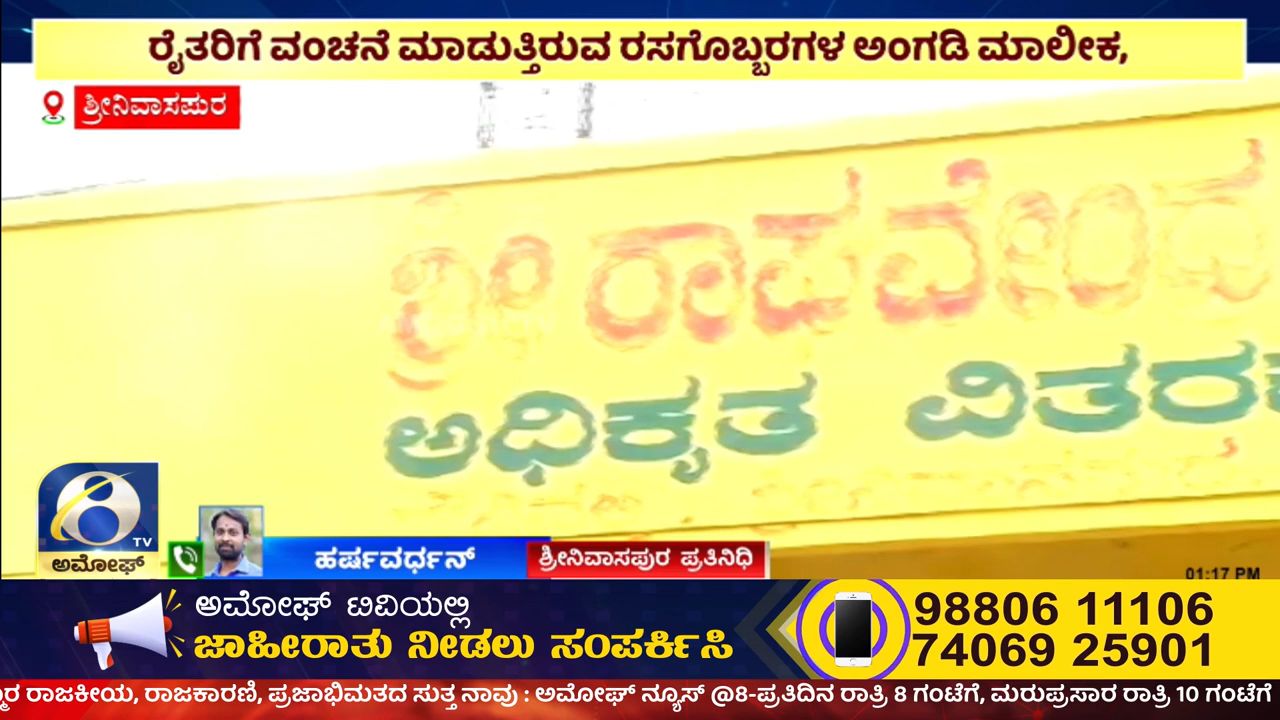 ರೈತರಿಗೆ ವಂಚನೆ ಮಾಡುತ್ತಿರುವ ರಸಗೊಬ್ಬರಗಳ ಅಂಗಡಿ ಮಾಲೀಕ,
ಶ್ರೀನಿವಾಸಪುರ
ಶ್ರೀ ರಾಘವೇಂದ್ರ
ಅಧಿಕೃತ ವಿತರ
8 TV
ಅಮೋಘ್
ಹರ್ಷವರ್ಧನ್ ಶ್ರೀನಿವಾಸಪುರ ಪ್ರತಿನಿಧಿ
01:17 PM
ಅಮೋಘ್ ಟಿವಿಯಲ್ಲಿ
ಜಾಹೀರಾತು ನೀಡಲು ಸಂಪರ್ಕಿಸಿ
98806 11106
74069 25901
ರಾಜಕೀಯ, ರಾಜಕಾರಣಿ, ಪ್ರಜಾಭಿಮತದ ಸುತ್ತ ನಾವು : ಅಮೋಘ್ ನ್ಯೂಸ್ @8-ಪ್ರತಿದಿನ ರಾತ್ರಿ 8 ಗಂಟೆಗೆ, ಮರುಪ್ರಸಾರ ರಾತ್ರಿ 10 ಗಂಟೆಗೆ